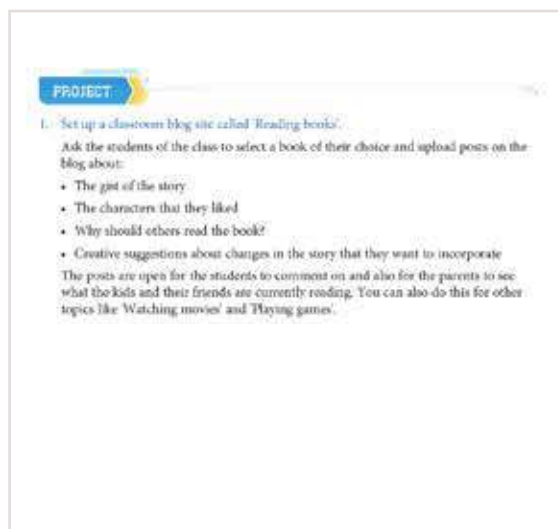 PROJECT
1. Set up a classroom blog site called 'Reading books'.
Ask the students of the class to select a book of their choice and upload posts on the
blog about:
• The gist of the story
• The characters that they liked
• Why should others read the book?
• Creative suggestions about changes in the story that they want to incorporate
The posts are open for the students to comment on and also for the parents to see
what the kids and their friends are currently reading. You can also do this for other
topics like 'Watching movies' and 'Playing games'.